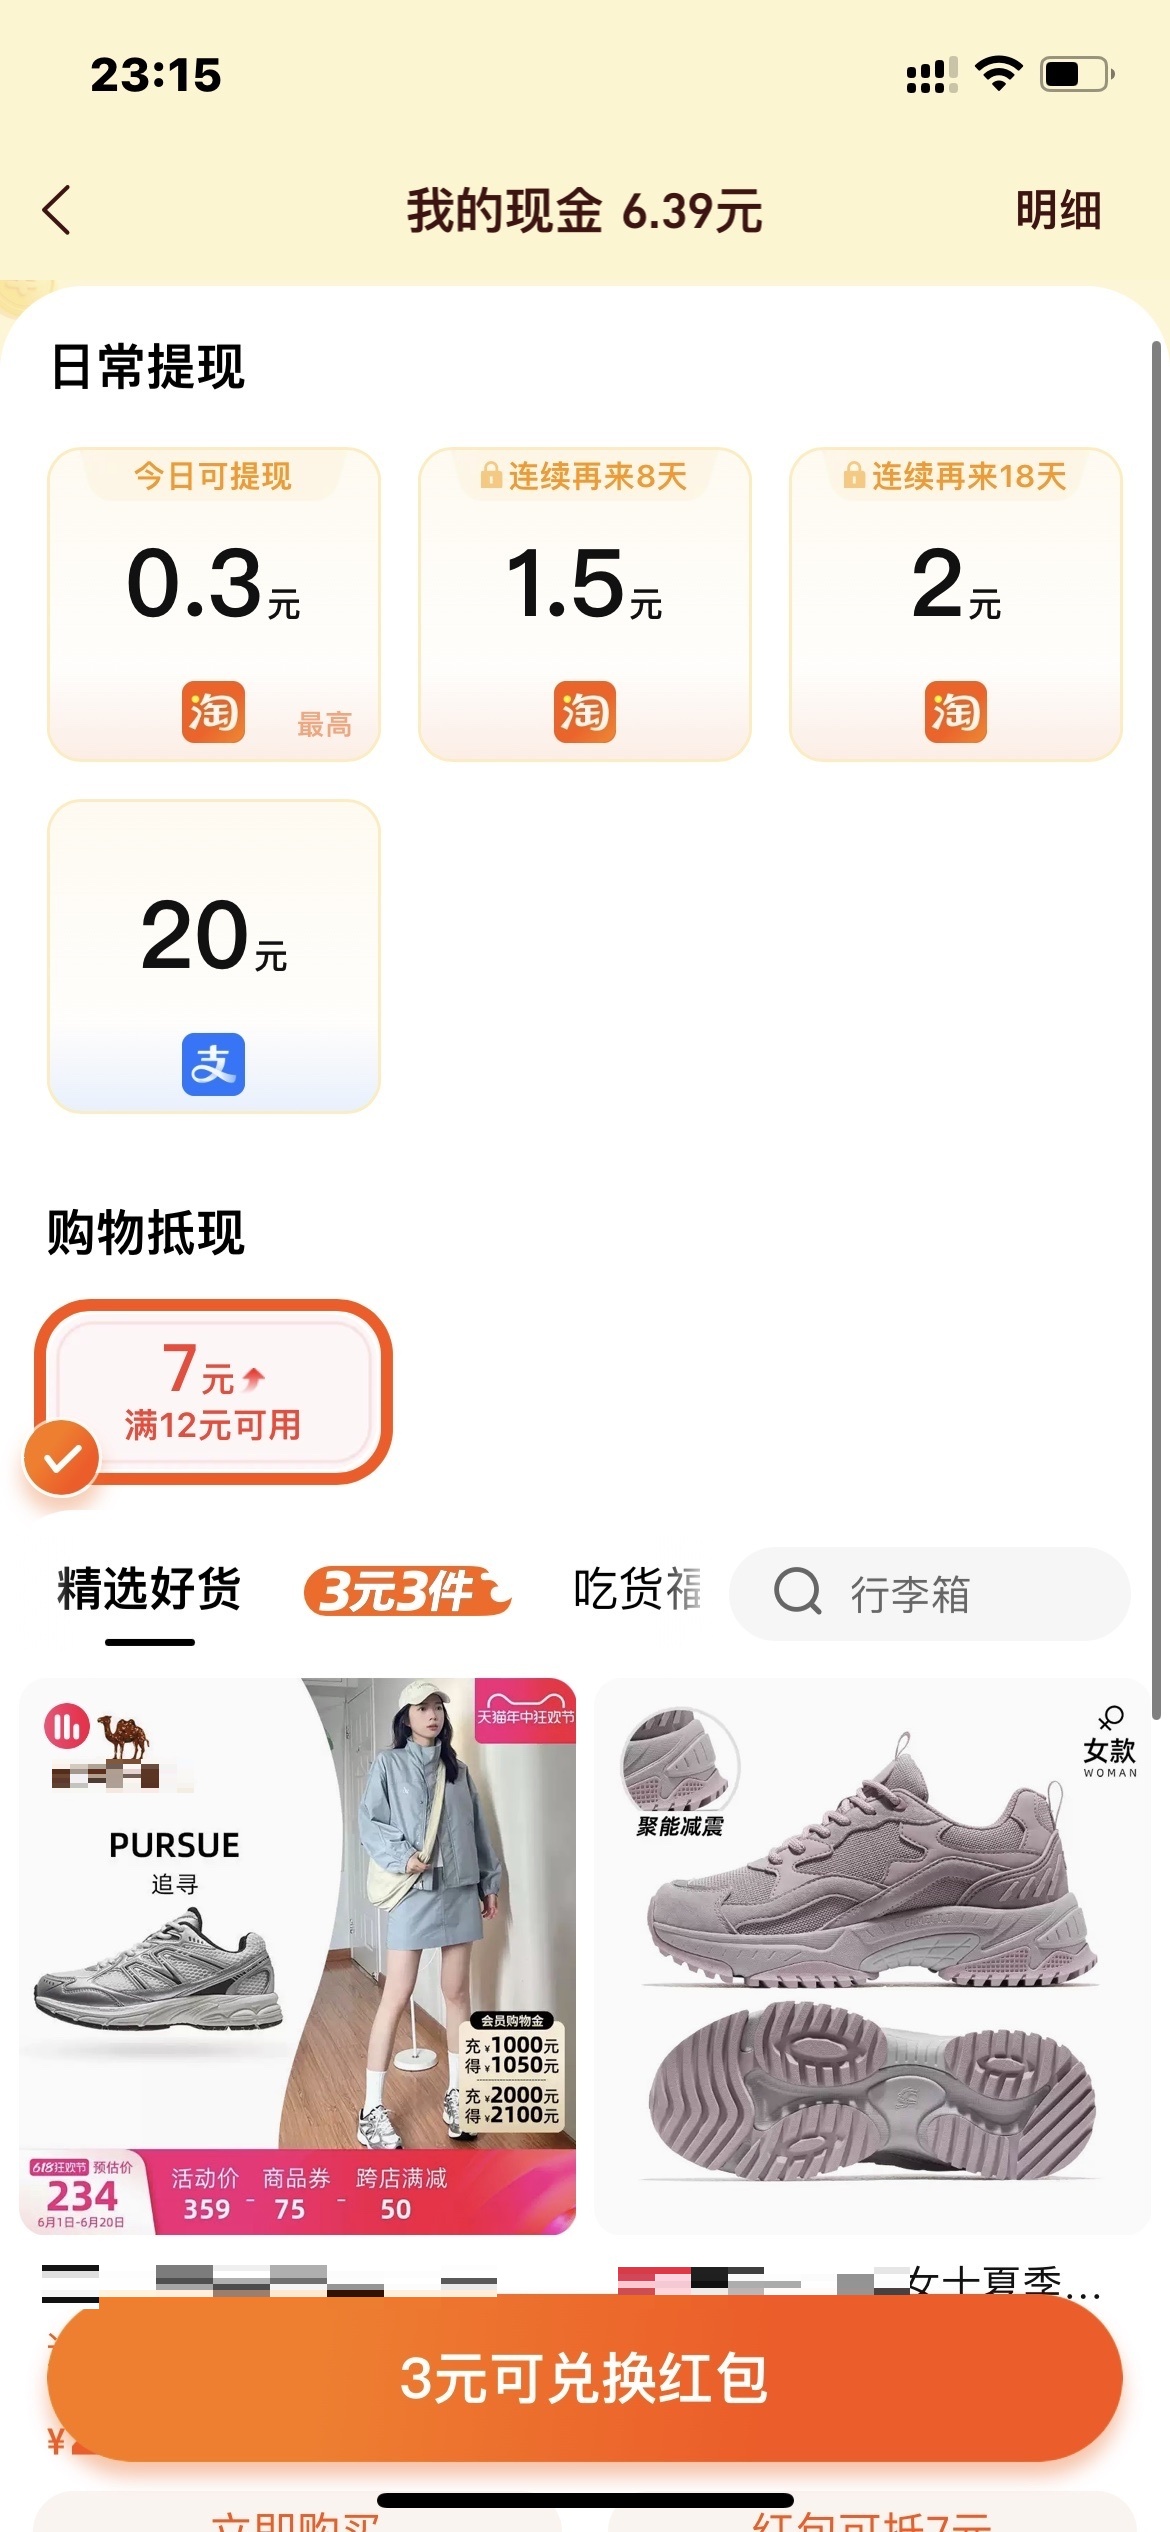 23:15
我的现金 6.39元
明细
日常提现
今日可提现
0.3元
淘
最高
连续再来8天
1.5元
淘
连续再来18天
2元
淘
20元
支
购物抵现
7元
满12元可用
精选好货
3元3件
吃货福
行李箱
天猫年中狂欢节
PURSUE
追寻
会员购物金
充¥1000元
得¥1050元
充¥2000元
得¥2100元
618狂欢节 预估价
234
6月1日-6月20日
活动价 商品券 跨店满减
359 - 75 - 50
聚能减震
女款
WOMAN
女士夏季...
3元可兑换红包
¥
立即购买
红包可抵7元